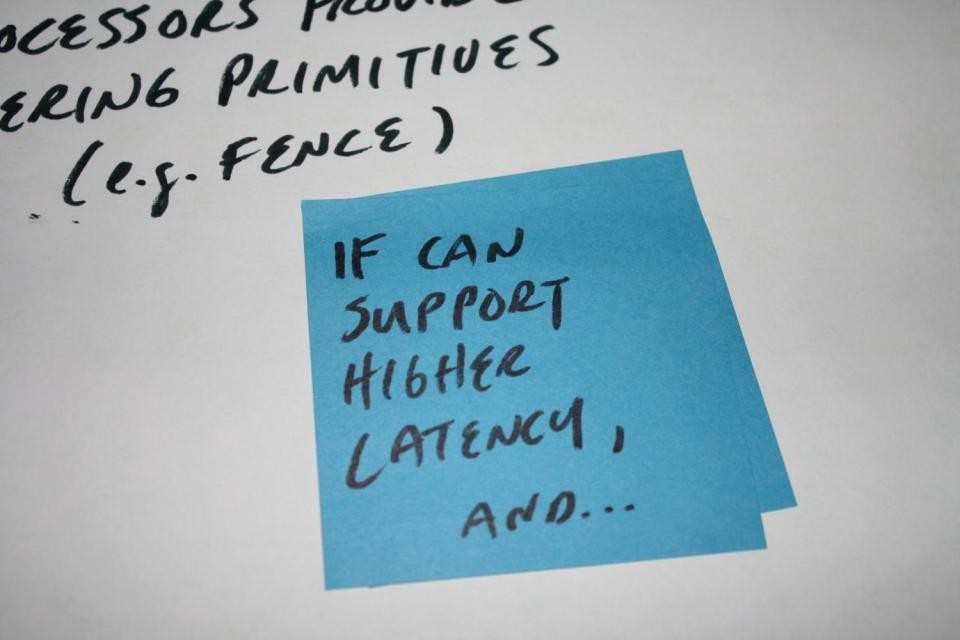 OCESSORS PROVIDE
ERING PRIMITIVES
(e.g. FENCE)
IF CAN
SUPPORT
HIGHER
LATENCY,
AND...